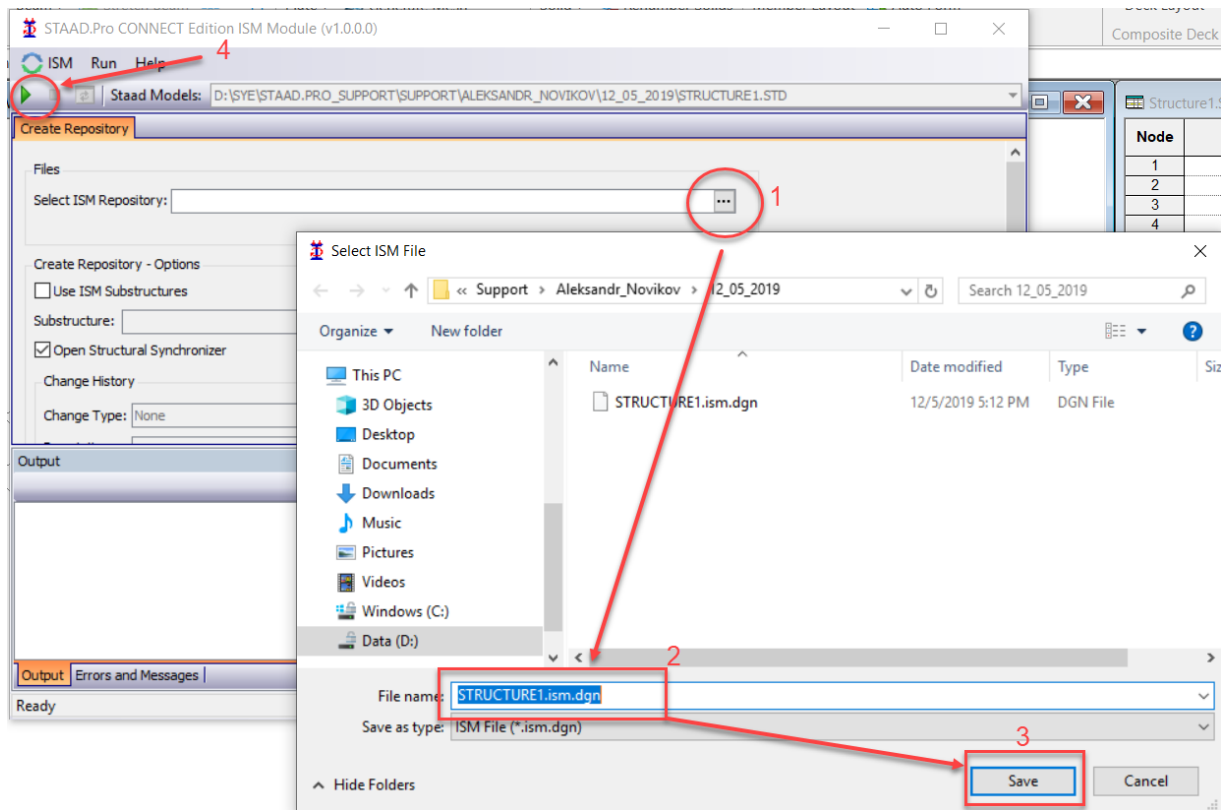 Deck Layout
Composite Deck
STAAD.Pro CONNECT Edition ISM Module (v1.0.0.0)
4
ISM Run Help
Staad Models: D:\SYE\STAAD.PRO_SUPPORT\SUPPORT\ALEKSANDR_NOVIKOV\12_05_2019\STRUCTURE1.STD
Structure1.S
Create Repository
Node
Files
1
2
3
4
Select ISM Repository: ...
1
Create Repository - Options
Use ISM Substructures
Substructure:
Open Structural Synchronizer
Change History
Change Type: None
Output
Output Errors and Messages
Ready
Select ISM File
« Support > Aleksandr_Novikov > 12_05_2019
Search 12_05_2019
Organize New folder
This PC
3D Objects
Desktop
Documents
Downloads
Music
Pictures
Videos
Windows (C:)
Data (D:)
Name Date modified Type Siz
STRUCTURE1.ism.dgn 12/5/2019 5:12 PM DGN File
2
File name: STRUCTURE1.ism.dgn
Save as type: ISM File (*.ism.dgn)
3
Hide Folders
Save Cancel